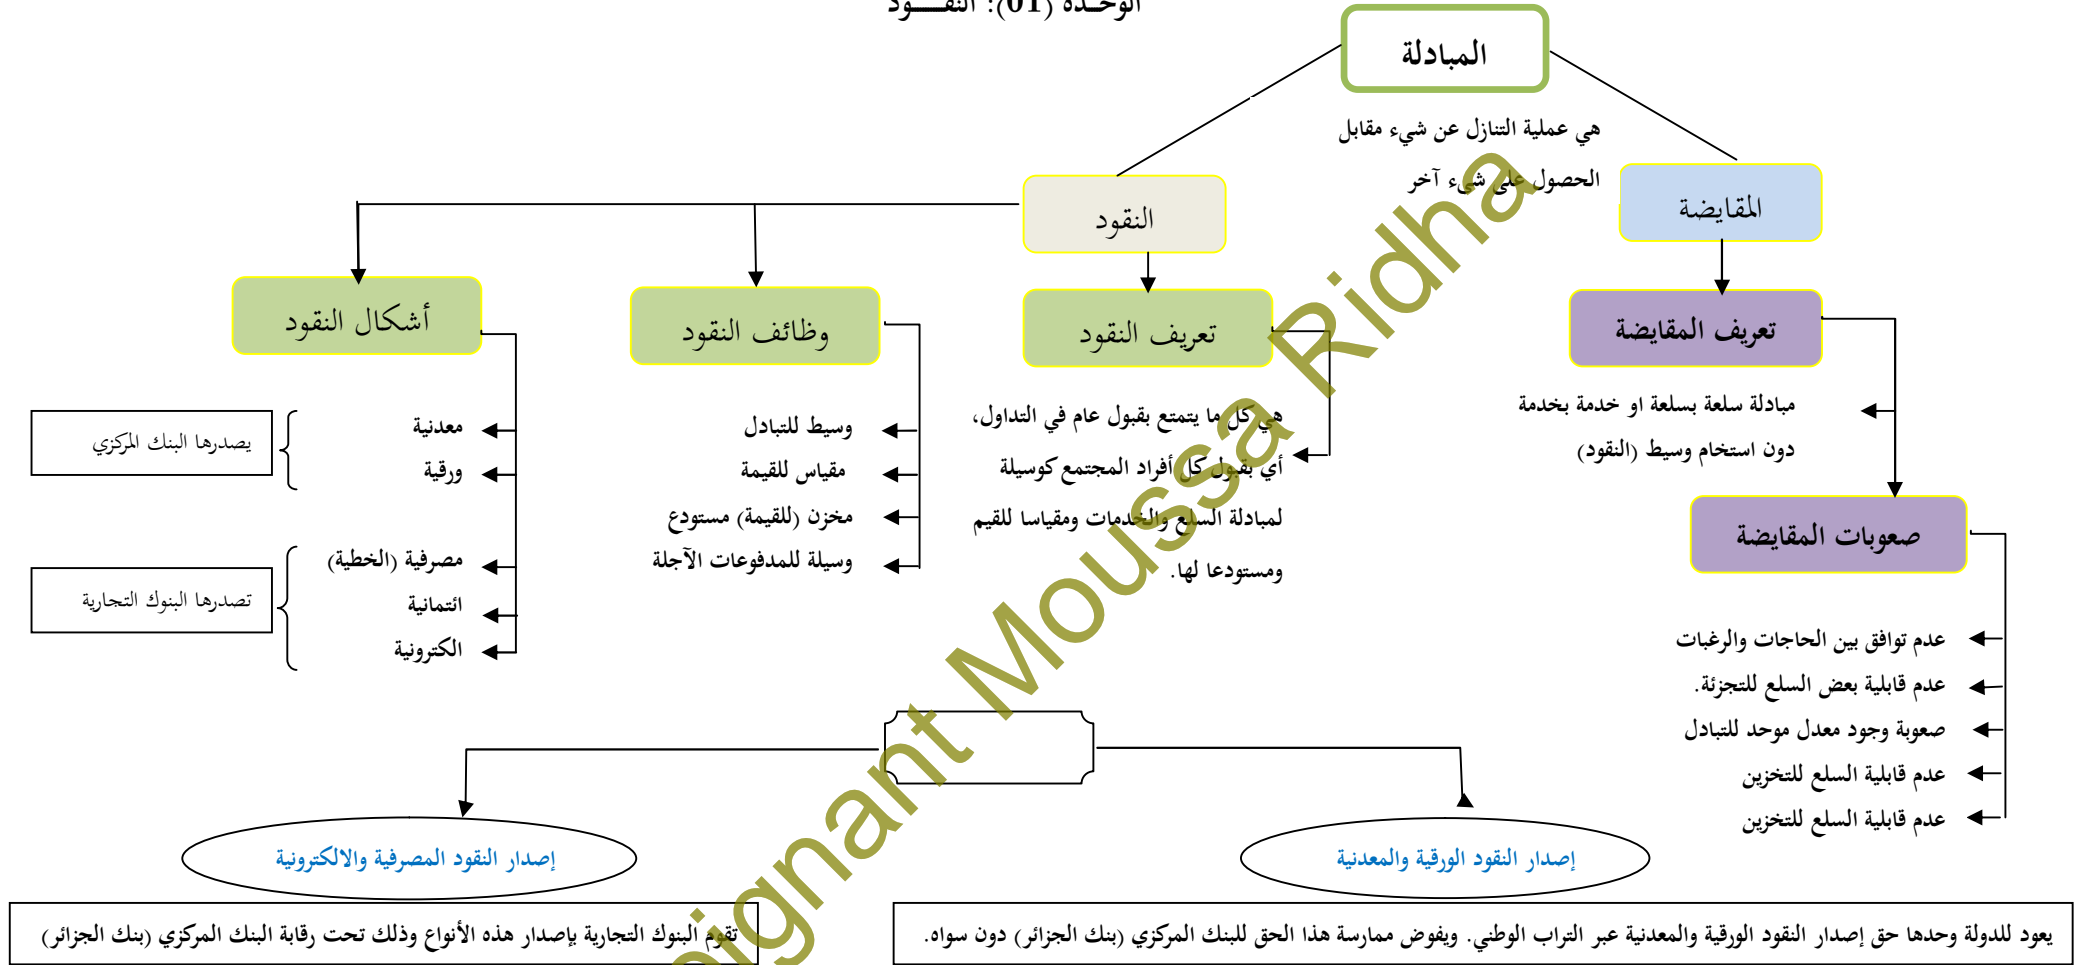 الوحدة (01): النقـــود
المبادلة
هي عملية التنازل عن شيء مقابل
الحصول على شيء آخر
المقايضة
النقود
تعريف المقايضة
مبادلة سلعة بسلعة او خدمة بخدمة
دون استخام وسيط (النقود)
صعوبات المقايضة
عدم توافق بين الحاجات والرغبات
عدم قابلية بعض السلع للتجزئة.
صعوبة وجود معدل موحد للتبادل
عدم قابلية السلع للتخزين
عدم قابلية السلع للتخزين
تعريف النقود
هي كل ما يتمتع بقبول عام في التداول،
أي بقبول كل أفراد المجتمع كوسيلة
لمبادلة السلع والخدمات ومقياسا للقيم
ومستودعا لها.
وظائف النقود
وسيط للتبادل
مقياس للقيمة
مخزن (للقيمة) مستودع
وسيلة للمدفوعات الآجلة
أشكال النقود
معدنية
ورقية
يصدرها البنك المركزي
مصرفية (الخطية)
ائتمانية
الكترونية
تصدرها البنوك التجارية
إصدار النقود الورقية والمعدنية
يعود للدولة وحدها حق إصدار النقود الورقية والمعدنية عبر التراب الوطني. ويفوض ممارسة هذا الحق للبنك المركزي (بنك الجزائر) دون سواه.
إصدار النقود المصرفية والالكترونية
تقوم البنوك التجارية بإصدار هذه الأنواع وذلك تحت رقابة البنك المركزي (بنك الجزائر)
ignant Moussa Ridha